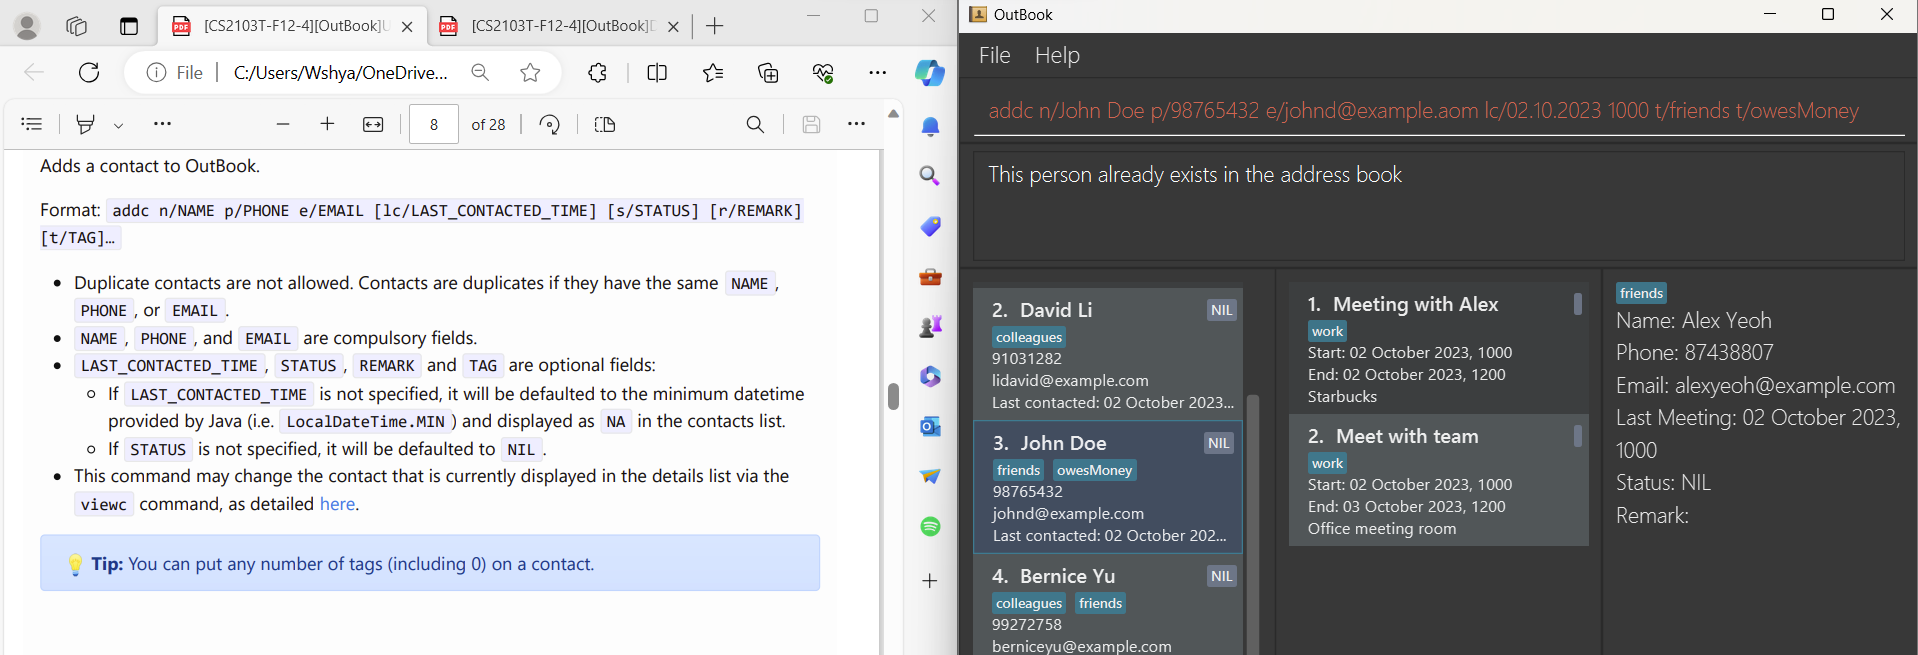 [CS2103T-F12-4][OutBook]U
[CS2103T-F12-4][OutBook]D
File
C:/Users/Wshya/OneDrive...
8 of 28
Adds a contact to OutBook.
Format: addc n/NAME p/PHONE e/EMAIL [lc/LAST_CONTACTED_TIME] [s/STATUS] [r/REMARK]
[t/TAG]…
Duplicate contacts are not allowed. Contacts are duplicates if they have the same NAME,
PHONE, or EMAIL.
NAME, PHONE, and EMAIL are compulsory fields.
LAST_CONTACTED_TIME, STATUS, REMARK and TAG are optional fields:
If LAST_CONTACTED_TIME is not specified, it will be defaulted to the minimum datetime
provided by Java (i.e. LocalDateTime.MIN) and displayed as NA in the contacts list.
If STATUS is not specified, it will be defaulted to NIL.
This command may change the contact that is currently displayed in the details list via the
viewc command, as detailed here.
Tip: You can put any number of tags (including 0) on a contact.
OutBook
File Help
addc n/John Doe p/98765432 e/johnd@example.aom lc/02.10.2023 1000 t/friends t/owesMoney
This person already exists in the address book
2. David Li NIL
colleagues
91031282
lidavid@example.com
Last contacted: 02 October 2023...
3. John Doe NIL
friends owesMoney
98765432
johnd@example.com
Last contacted: 02 October 202...
4. Bernice Yu NIL
colleagues friends
99272758
berniceyu@example.com
1. Meeting with Alex
work
Start: 02 October 2023, 1000
End: 02 October 2023, 1200
Starbucks
2. Meet with team
work
Start: 02 October 2023, 1000
End: 03 October 2023, 1200
Office meeting room
friends
Name: Alex Yeoh
Phone: 87438807
Email: alexyeoh@example.com
Last Meeting: 02 October 2023,
1000
Status: NIL
Remark: